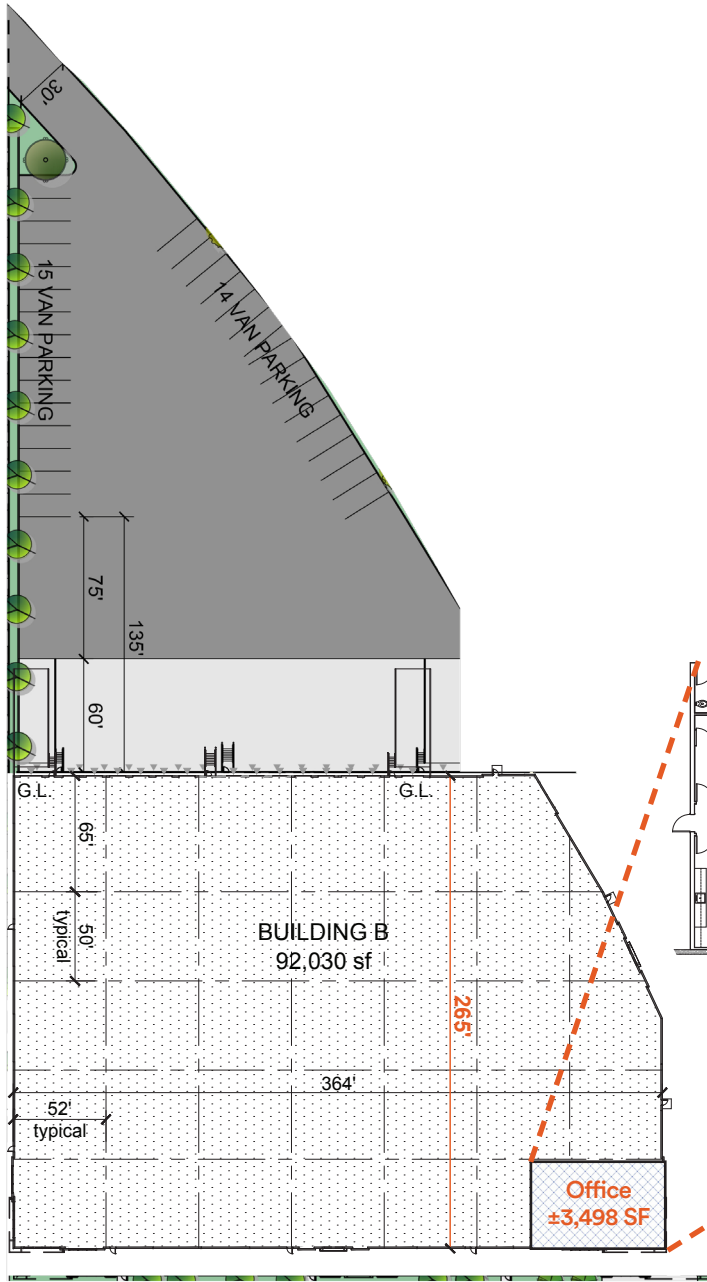 30'
15 VAN PARKING
14 VAN PARKING
75'
135'
60'
G.L.
G.L.
65'
50'
typical
BUILDING B
92,030 sf
265'
364'
52'
typical
Office
±3,498 SF